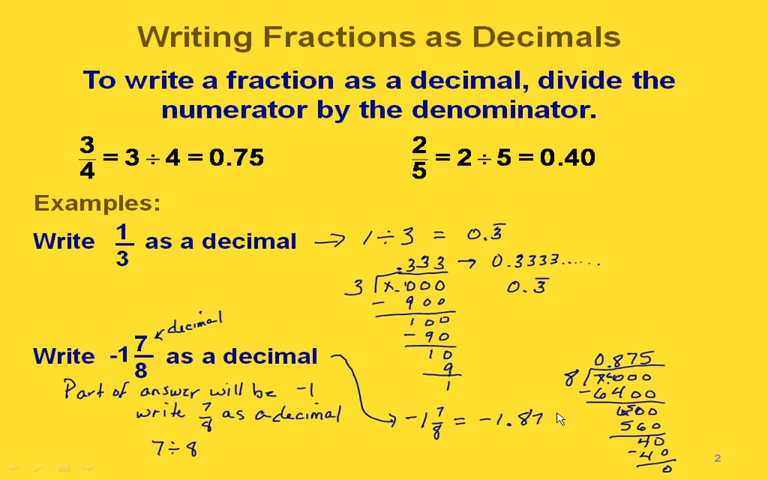 Writing Fractions as Decimals
To write a fraction as a decimal, divide the
numerator by the denominator.
3/4 = 3 ÷ 4 = 0.75
2/5 = 2 ÷ 5 = 0.40
Examples:
Write 1/3 as a decimal → 1 ÷ 3 = 0.3̅
.333 → 0.3333.....
3 1.000 0.3̅
- 900
100
- 90
10
9
1
decimal
Write -1 7/8 as a decimal
Part of answer will be -1
write 7/8 as a decimal
7 ÷ 8
→ -1 7/8 = -1.87
0.875
8 7.000
- 6400
600
560
40
- 40
0
2